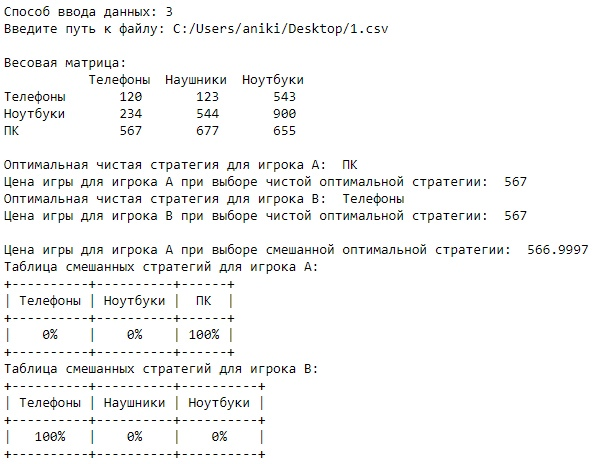 Способ ввода данных: 3
Введите путь к файлу: C:/Users/aniki/Desktop/1.csv
Весовая матрица:
Телефоны Наушники Ноутбуки
Телефоны 120 123 543
Ноутбуки 234 544 900
ПК 567 677 655
Оптимальная чистая стратегия для игрока A: ПК
Цена игры для игрока A при выборе чистой оптимальной стратегии: 567
Оптимальная чистая стратегия для игрока B: Телефоны
Цена игры для игрока B при выборе чистой оптимальной стратегии: 567
Цена игры для игрока A при выборе смешанной оптимальной стратегии: 566.9997
Таблица смешанных стратегий для игрока A:
+----------+----------+------+
| Телефоны | Ноутбуки | ПК |
+----------+----------+------+
| 0% | 0% | 100% |
+----------+----------+------+
Таблица смешанных стратегий для игрока B:
+----------+----------+----------+
| Телефоны | Наушники | Ноутбуки |
+----------+----------+----------+
| 100% | 0% | 0% |
+----------+----------+----------+